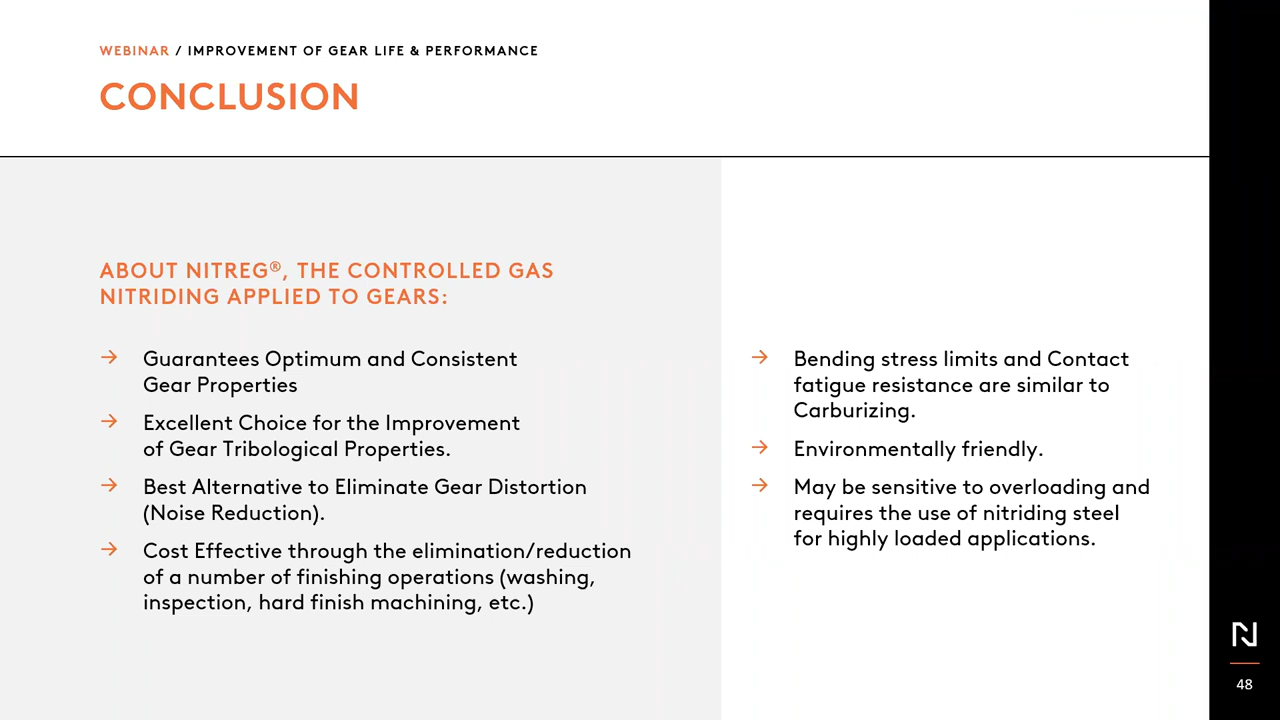 WEBINAR / IMPROVEMENT OF GEAR LIFE & PERFORMANCE
CONCLUSION
ABOUT NITREG®, THE CONTROLLED GAS
NITRIDING APPLIED TO GEARS:
→ Guarantees Optimum and Consistent
Gear Properties
→ Excellent Choice for the Improvement
of Gear Tribological Properties.
→ Best Alternative to Eliminate Gear Distortion
(Noise Reduction).
→ Cost Effective through the elimination/reduction
of a number of finishing operations (washing,
inspection, hard finish machining, etc.)
→ Bending stress limits and Contact
fatigue resistance are similar to
Carburizing.
→ Environmentally friendly.
→ May be sensitive to overloading and
requires the use of nitriding steel
for highly loaded applications.
N
48